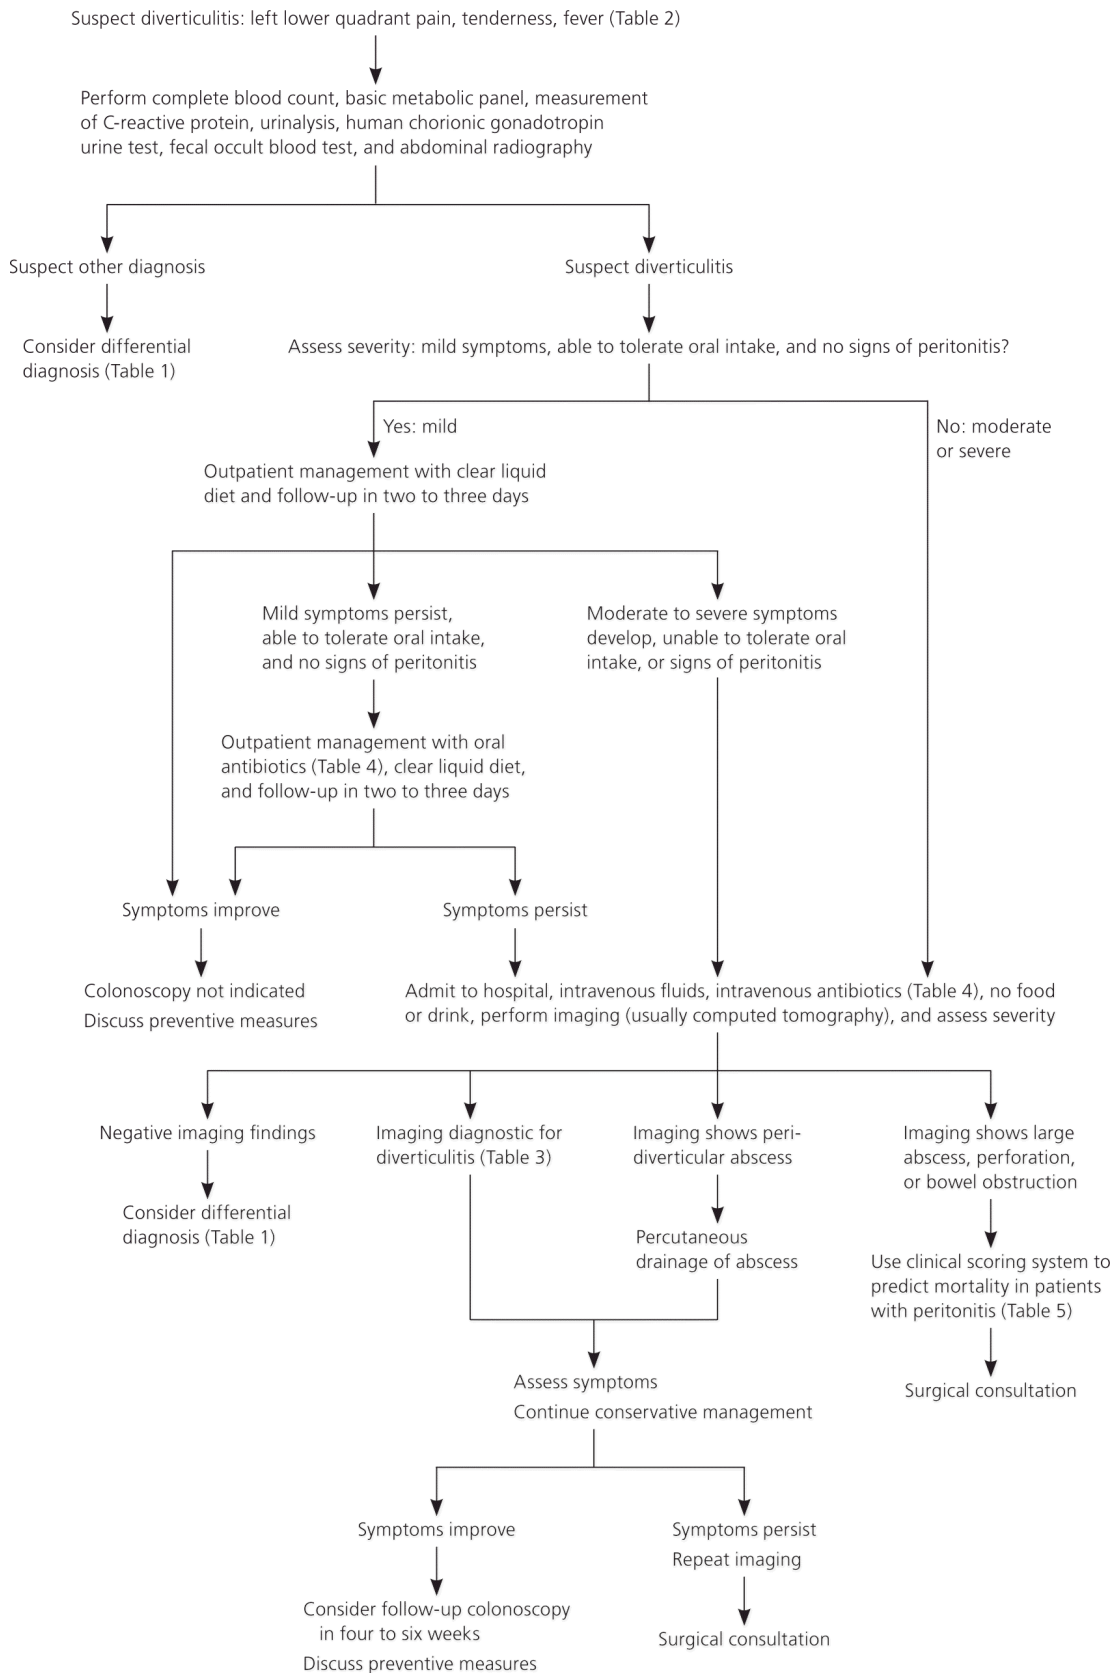 Suspect diverticulitis: left lower quadrant pain, tenderness, fever (Table 2)
Perform complete blood count, basic metabolic panel, measurement
of C-reactive protein, urinalysis, human chorionic gonadotropin
urine test, fecal occult blood test, and abdominal radiography
Suspect other diagnosis
Suspect diverticulitis
Consider differential
diagnosis (Table 1)
Assess severity: mild symptoms, able to tolerate oral intake, and no signs of peritonitis?
Yes: mild
No: moderate
or severe
Outpatient management with clear liquid
diet and follow-up in two to three days
Mild symptoms persist,
able to tolerate oral intake,
and no signs of peritonitis
Moderate to severe symptoms
develop, unable to tolerate oral
intake, or signs of peritonitis
Outpatient management with oral
antibiotics (Table 4), clear liquid diet,
and follow-up in two to three days
Symptoms improve
Symptoms persist
Colonoscopy not indicated
Discuss preventive measures
Admit to hospital, intravenous fluids, intravenous antibiotics (Table 4), no food
or drink, perform imaging (usually computed tomography), and assess severity
Negative imaging findings
Imaging diagnostic for
diverticulitis (Table 3)
Imaging shows peri-
diverticular abscess
Imaging shows large
abscess, perforation,
or bowel obstruction
Consider differential
diagnosis (Table 1)
Percutaneous
drainage of abscess
Use clinical scoring system to
predict mortality in patients
with peritonitis (Table 5)
Assess symptoms
Continue conservative management
Surgical consultation
Symptoms improve
Symptoms persist
Repeat imaging
Consider follow-up colonoscopy
in four to six weeks
Discuss preventive measures
Surgical consultation